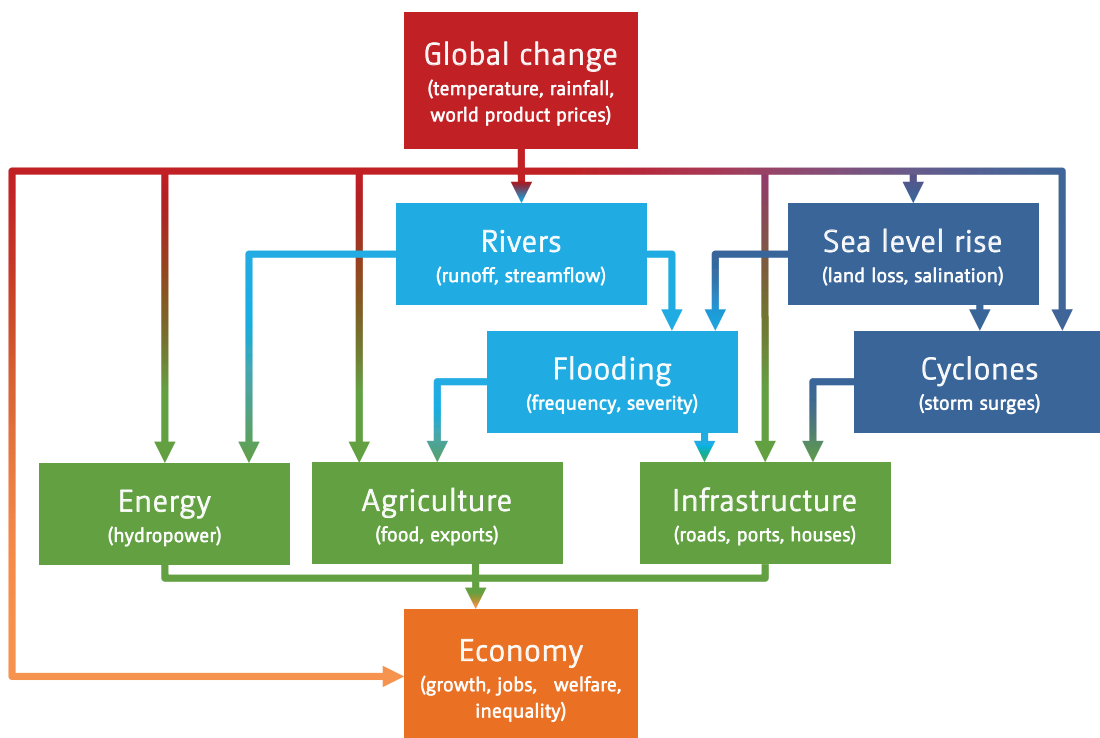 Global change
(temperature, rainfall,
world product prices)
Rivers
(runoff, streamflow)
Sea level rise
(land loss, salination)
Flooding
(frequency, severity)
Cyclones
(storm surges)
Energy
(hydropower)
Agriculture
(food, exports)
Infrastructure
(roads, ports, houses)
Economy
(growth, jobs, welfare,
inequality)